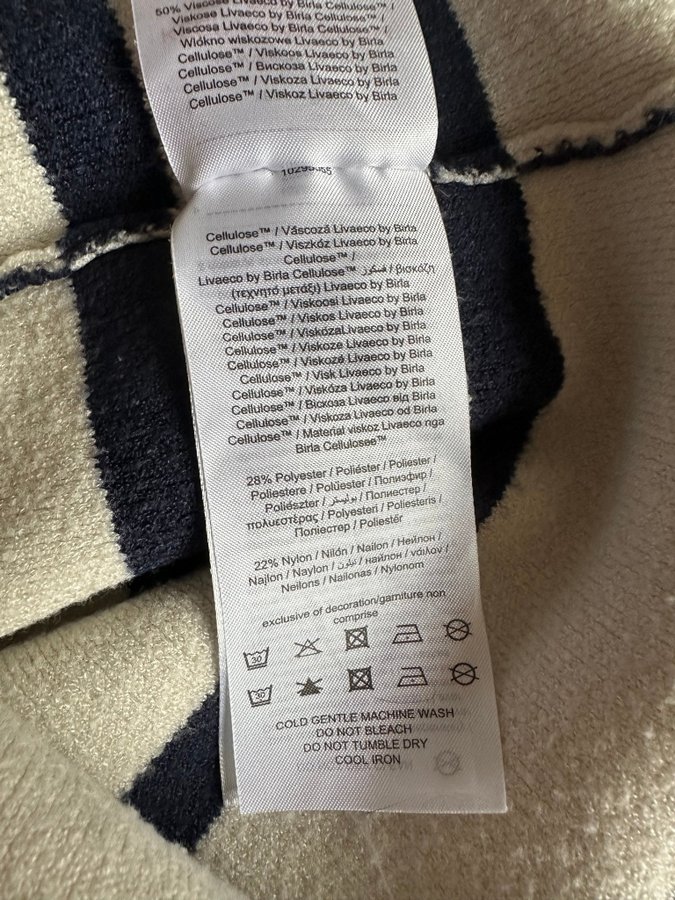 50% Viscose Livaeco by Birla
Viskose Livaeco by Birla Cellulose™ /
Viscosa Livaeco by Birla Cellulose™ /
Włókno wiskozowe Livaeco by Birla
Cellulose™ / Viskoos Livaeco by Birla
Cellulose™ / Вискоза Livaeco by Birla
Cellulose™ / Viskoza Livaeco by Birla
Cellulose™ / Viskoz Livaeco by Birla
Cellulose™ / Vâscoză Livaeco by Birla
Cellulose™ / Viszkóz Livaeco by Birla
Cellulose™ /
Livaeco by Birla Cellulose™ فسكوز / βισκόζη
(τεχνητό μετάξι) Livaeco by Birla
Cellulose™ / Viskoosi Livaeco by Birla
Cellulose™ / Viskos Livaeco by Birla
Cellulose™ / ViskózaLivaeco by Birla
Cellulose™ / Viskoze Livaeco by Birla
Cellulose™ / Viskozė Livaeco by Birla
Cellulose™ / Visk Livaeco by Birla
Cellulose™ / Viskóza Livaeco by Birla
Cellulose™ / Віскоза Livaeco від Birla
Cellulose™ / Viskoza Livaeco od Birla
Cellulose™ / Material viskoz Livaeco nga
Birla Cellulosee™
28% Polyester / Poliéster / Poliester /
Poliestere / Polüester / Полиэфир /
Poliészter / بوليستر / Полиестер /
πολυεστέρας / Polyesteri / Poliesteris /
Поліестер / Poliestër
22% Nylon / Nilón / Nailon / Нейлон /
Najlon / Naylon / نيلون / найлон / νάιλον /
Neilons / Nailonas / Nylonom
exclusive of decoration/garniture non
comprise
30
30
COLD GENTLE MACHINE WASH
DO NOT BLEACH
DO NOT TUMBLE DRY
COOL IRON